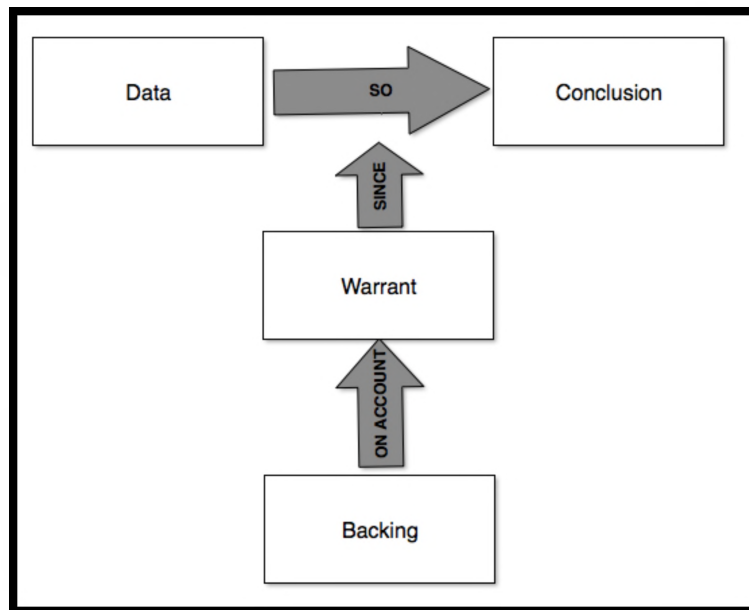 Data
SO
Conclusion
SINCE
Warrant
ON ACCOUNT
Backing